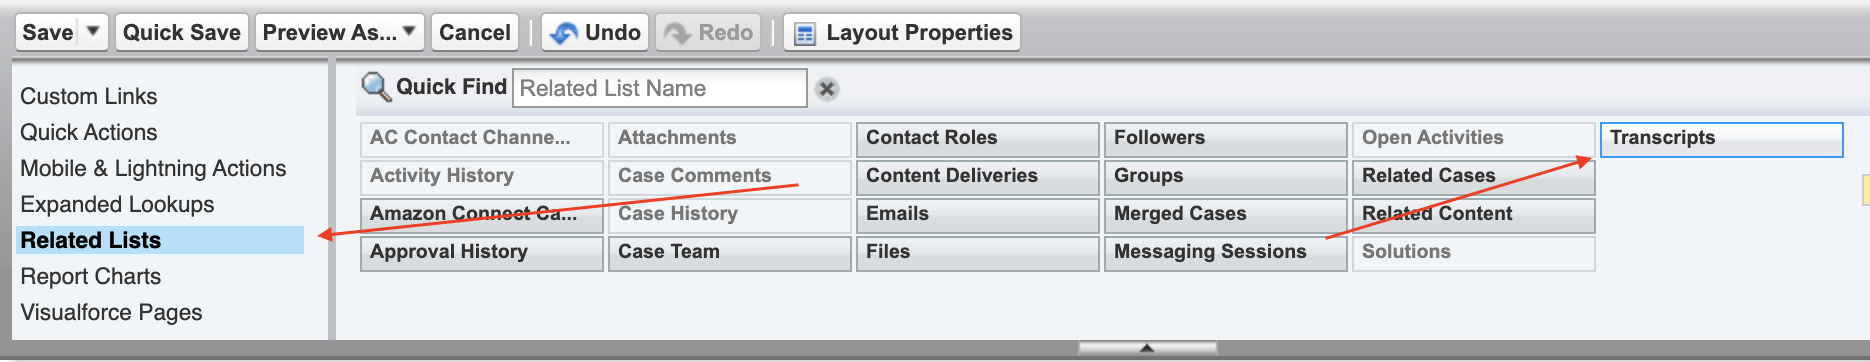 Save
Quick Save
Preview As...
Cancel
Undo
Redo
Layout Properties
Custom Links
Quick Actions
Mobile & Lightning Actions
Expanded Lookups
Related Lists
Report Charts
Visualforce Pages
Quick Find Related List Name
AC Contact Channe... Attachments Contact Roles Followers Open Activities Transcripts
Activity History Case Comments Content Deliveries Groups Related Cases
Amazon Connect Ca... Case History Emails Merged Cases Related Content
Approval History Case Team Files Messaging Sessions Solutions